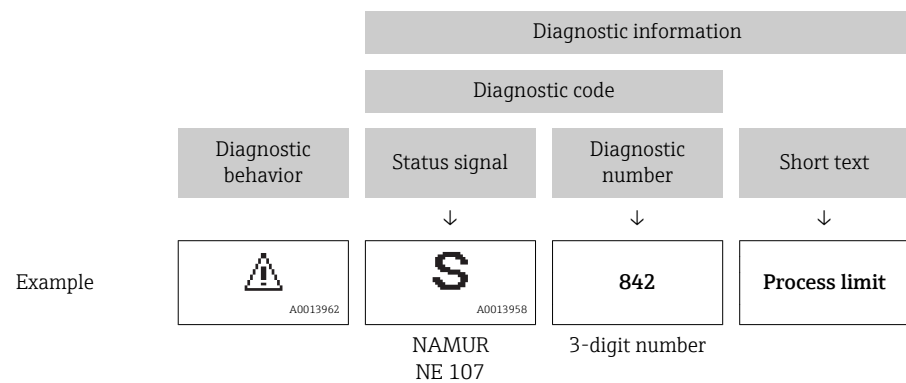 Diagnostic information
Diagnostic code
Diagnostic
behavior
Status signal
Diagnostic
number
Short text
↓ ↓ ↓
Example
A0013962
S
A0013958
842
Process limit
NAMUR
NE 107
3-digit number